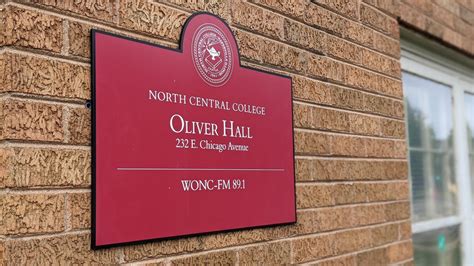 NORTH CENTRAL COLLEGE
OLIVER HALL
232 E. Chicago Avenue
WONC-FM 89.1